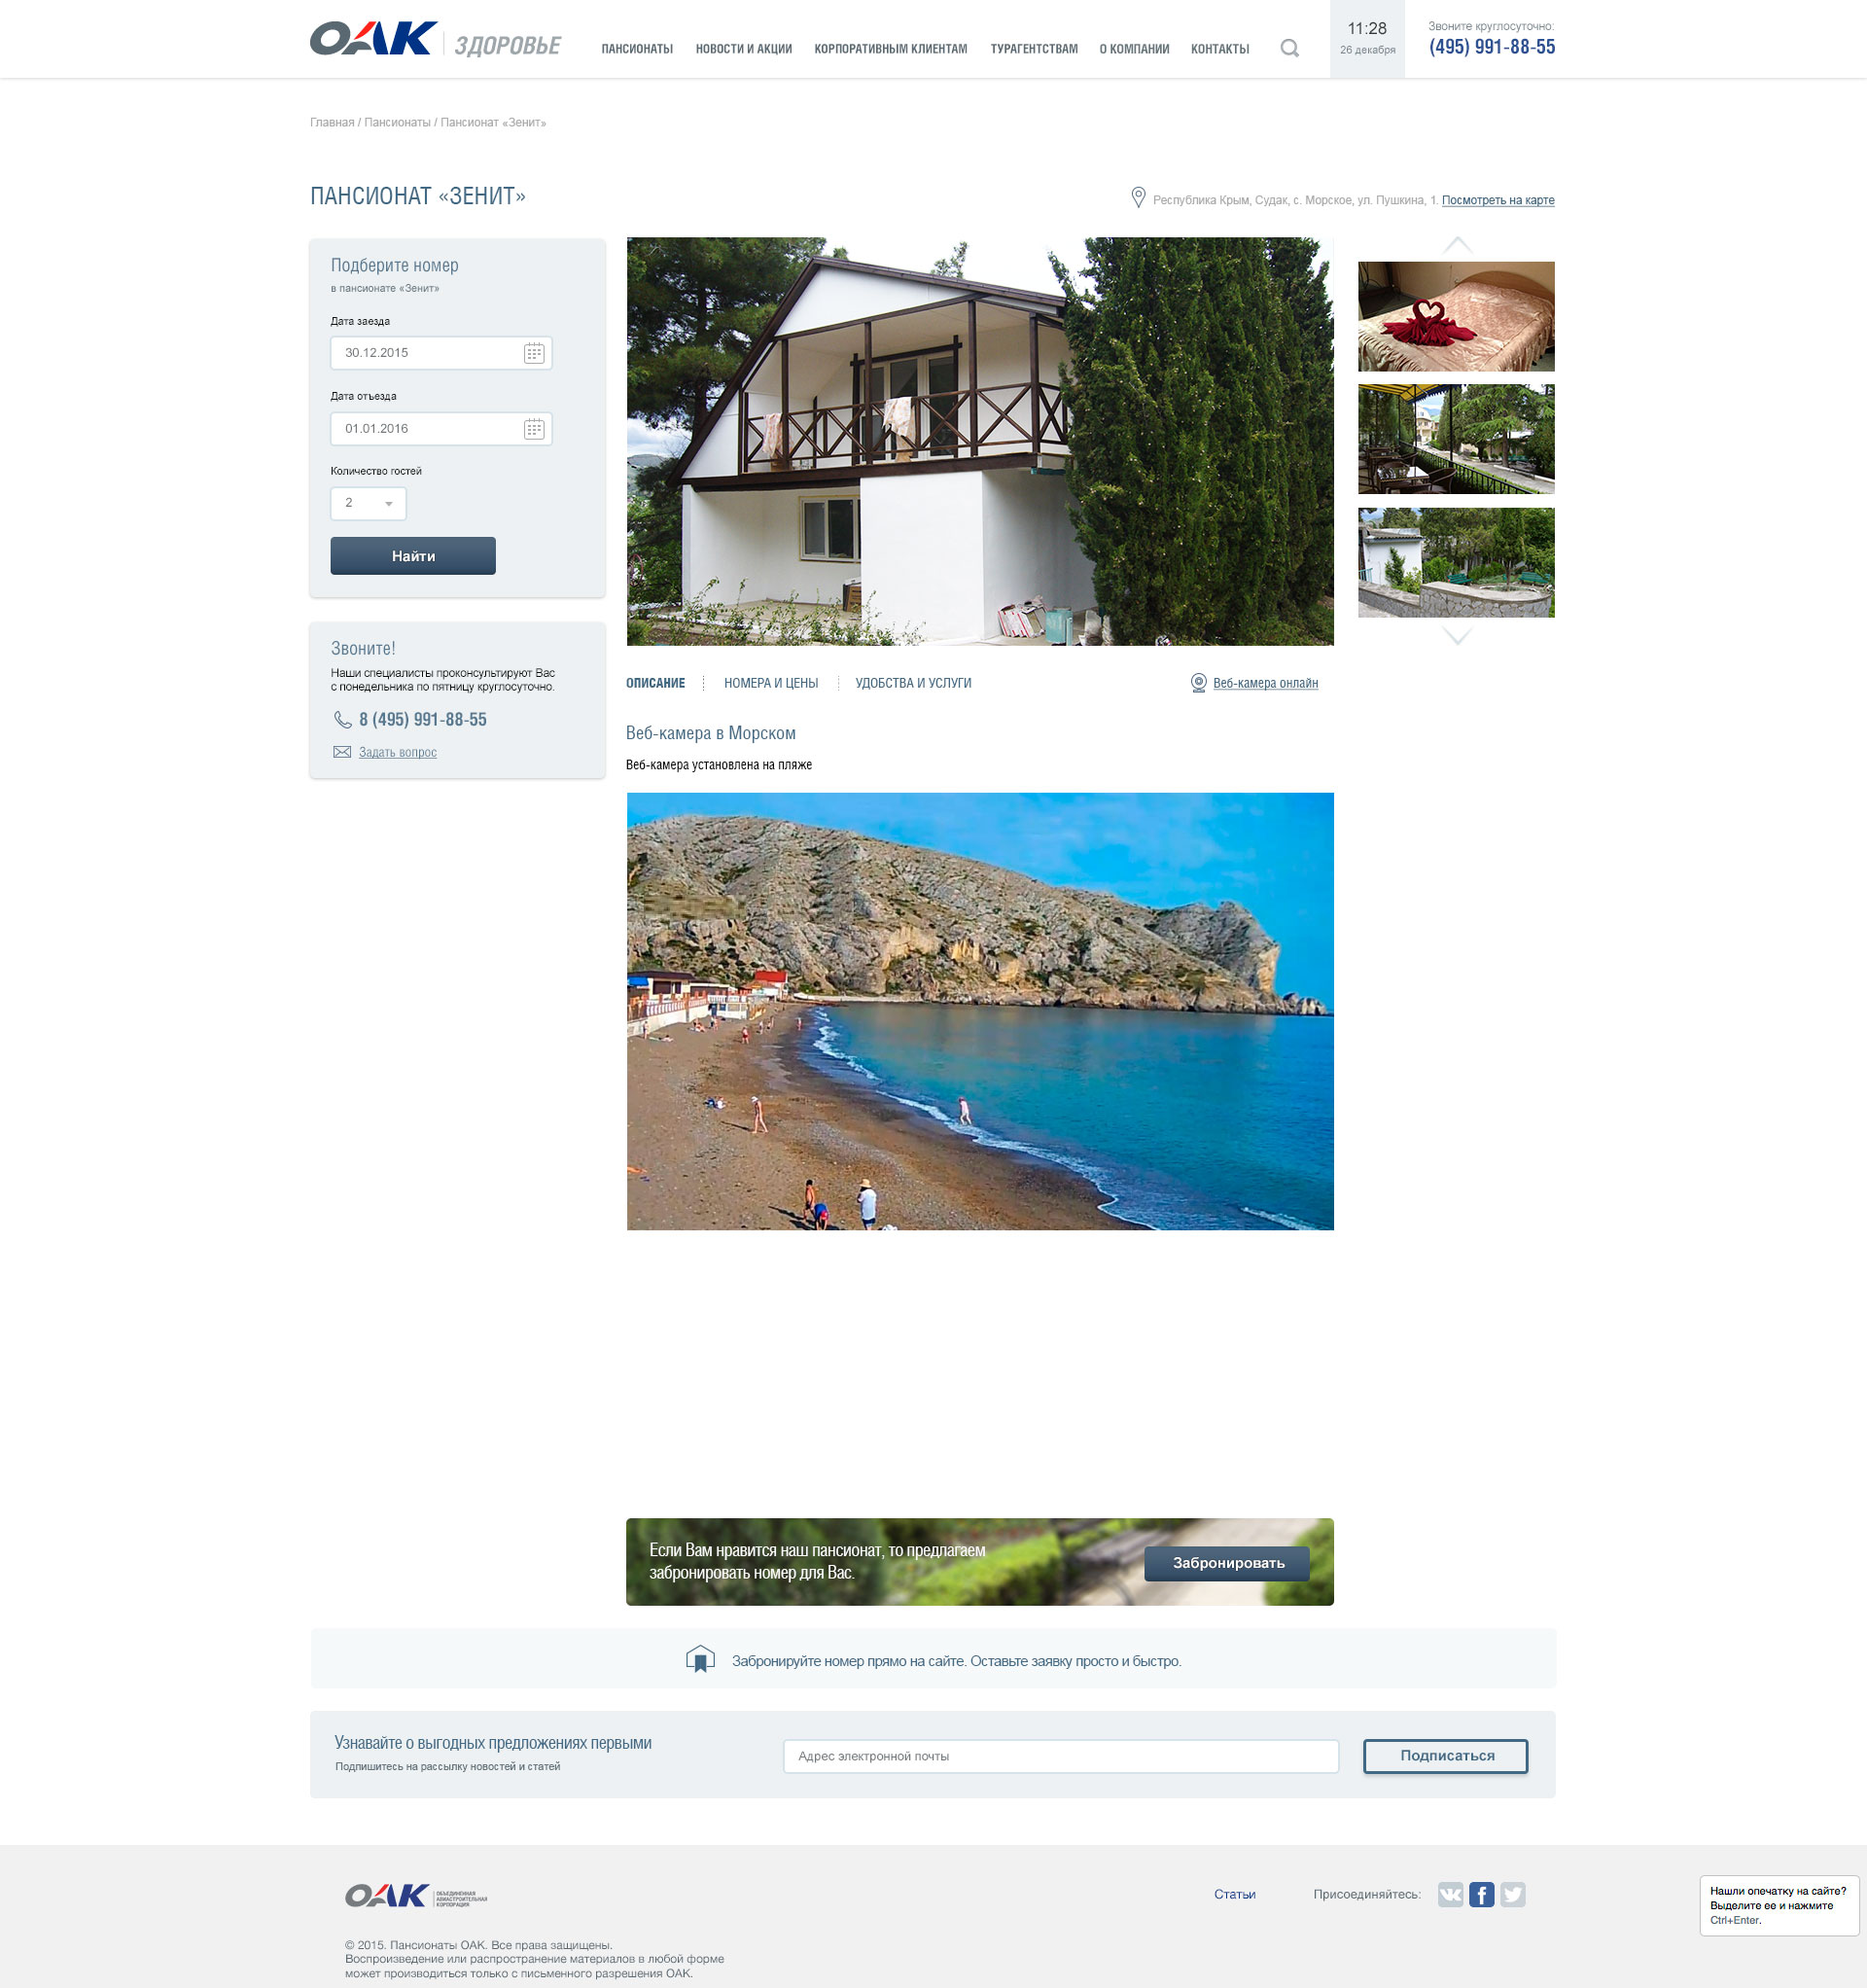 ОАК ЗДОРОВЬЕ
ПАНСИОНАТЫ НОВОСТИ И АКЦИИ КОРПОРАТИВНЫМ КЛИЕНТАМ ТУРАГЕНТСТВАМ О КОМПАНИИ КОНТАКТЫ
11:28
26 декабря
Звоните круглосуточно:
(495) 991-88-55
Главная / Пансионаты / Пансионат «Зенит»
ПАНСИОНАТ «ЗЕНИТ»
Республика Крым, Судак, с. Морское, ул. Пушкина, 1. Посмотреть на карте
Подберите номер
в пансионате «Зенит»
Дата заезда
30.12.2015
Дата отъезда
01.01.2016
Количество гостей
2
Найти
Звоните!
Наши специалисты проконсультируют Вас
с понедельника по пятницу круглосуточно.
8 (495) 991-88-55
Задать вопрос
ОПИСАНИЕ НОМЕРА И ЦЕНЫ УДОБСТВА И УСЛУГИ Веб-камера онлайн
Веб-камера в Морском
Веб-камера установлена на пляже
Если Вам нравится наш пансионат, то предлагаем
забронировать номер для Вас.
Забронировать
Забронируйте номер прямо на сайте. Оставьте заявку просто и быстро.
Узнавайте о выгодных предложениях первыми
Подпишитесь на рассылку новостей и статей
Адрес электронной почты
Подписаться
ОАК ОБЪЕДИНЕННАЯ
АВИАСТРОИТЕЛЬНАЯ
КОРПОРАЦИЯ
Статьи Присоединяйтесь:
Нашли опечатку на сайте?
Выделите ее и нажмите
Ctrl+Enter.
© 2015. Пансионаты ОАК. Все права защищены.
Воспроизведение или распространение материалов в любой форме
может производиться только с письменного разрешения ОАК.